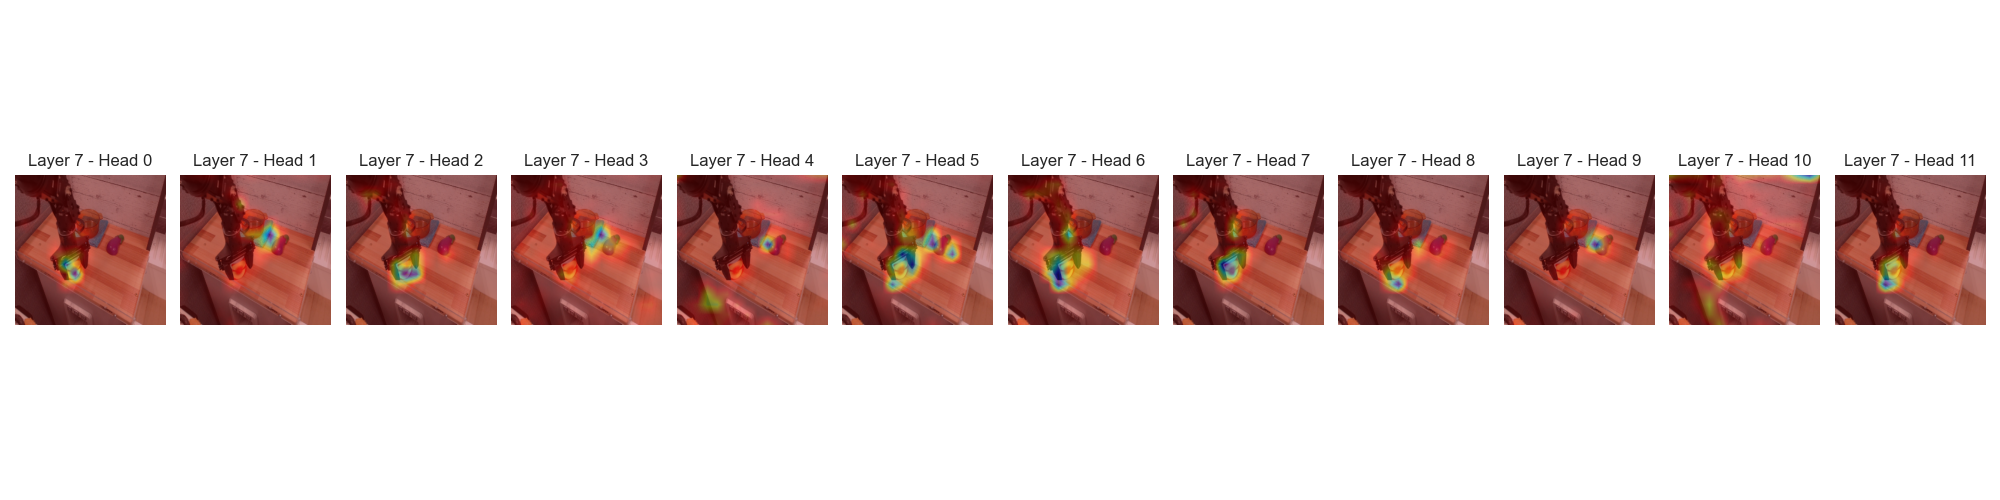 Layer 7 - Head 0
Layer 7 - Head 1
Layer 7 - Head 2
Layer 7 - Head 3
Layer 7 - Head 4
Layer 7 - Head 5
Layer 7 - Head 6
Layer 7 - Head 7
Layer 7 - Head 8
Layer 7 - Head 9
Layer 7 - Head 10
Layer 7 - Head 11